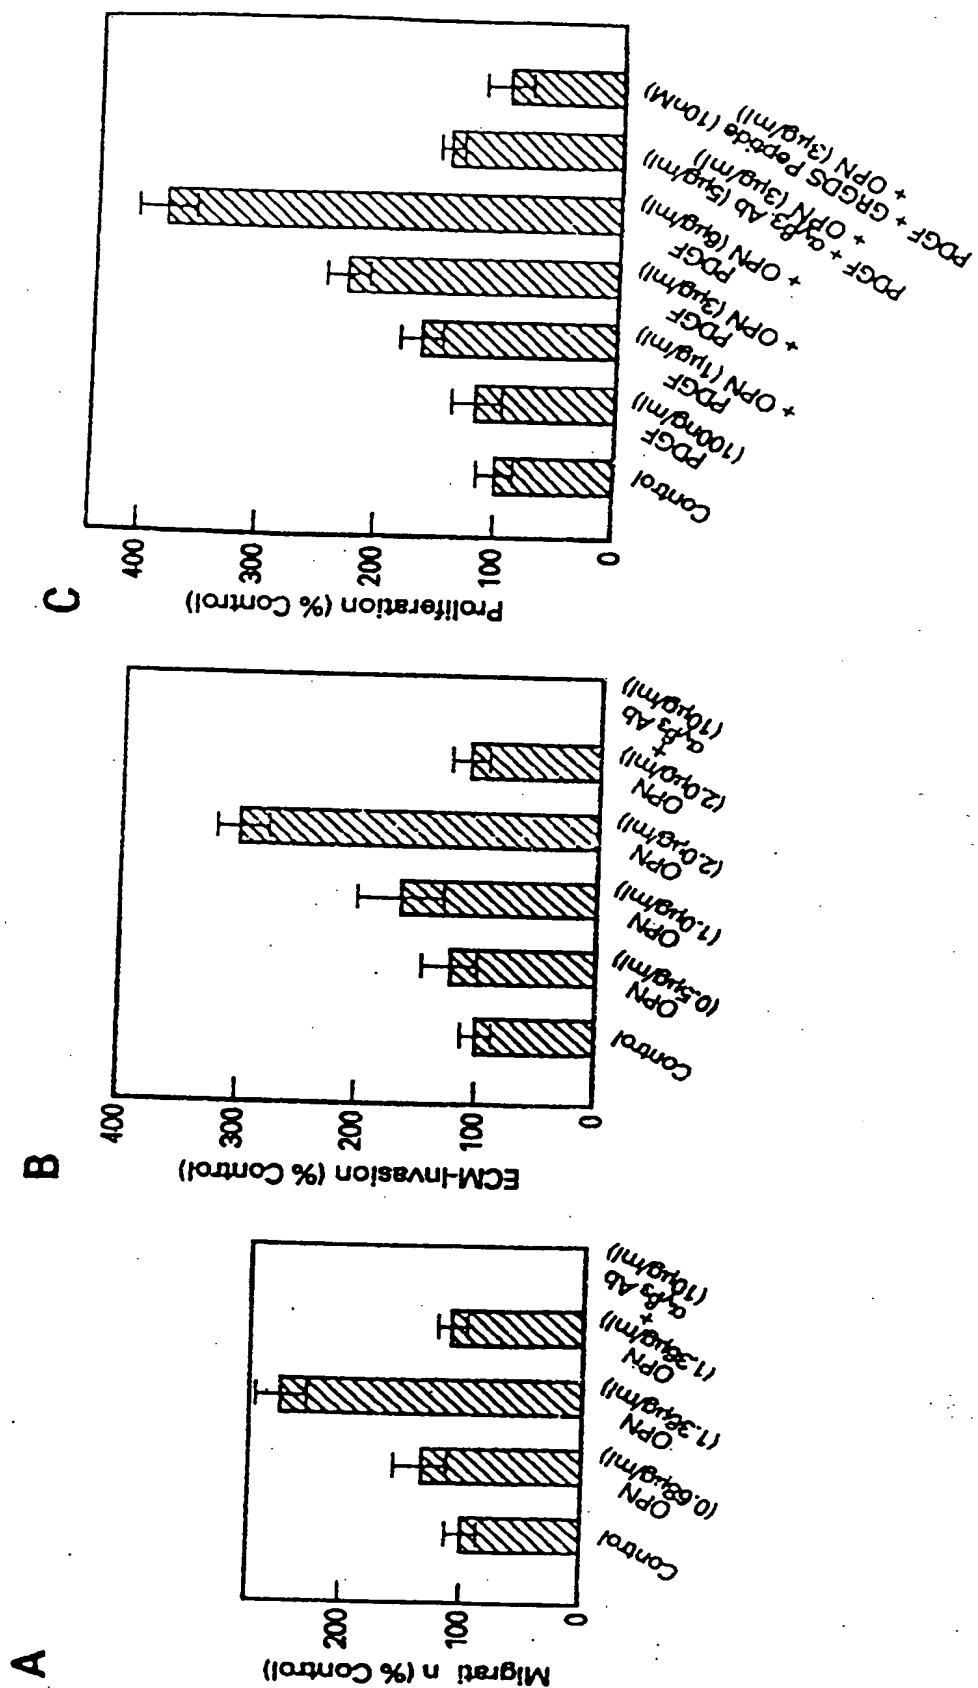 A
Migrati n (% Control)
200
100
0
Control
OPN
(0.68µg/ml)
OPN
(1.36µg/ml)
OPN
(1.36µg/ml)
+
αᵥβ₃ Ab
(10µg/ml)
B
ECM-Invasion (% Control)
400
300
200
100
0
Control
OPN
(0.5µg/ml)
OPN
(1.0µg/ml)
OPN
(2.0µg/ml)
OPN
(2.0µg/ml)
+
αᵥβ₃ Ab
(10µg/ml)
C
Proliferation (% Control)
400
300
200
100
0
Control
PDGF
(100ng/ml)
PDGF
+ OPN (1µg/ml)
PDGF
+ OPN (3µg/ml)
PDGF
+ OPN (6µg/ml)
PDGF + αᵥβ3 Ab (5µg/ml)
+ OPN (3µg/ml)
PDGF + GRGDS Peptide (10nM)
+ OPN (3µg/ml)